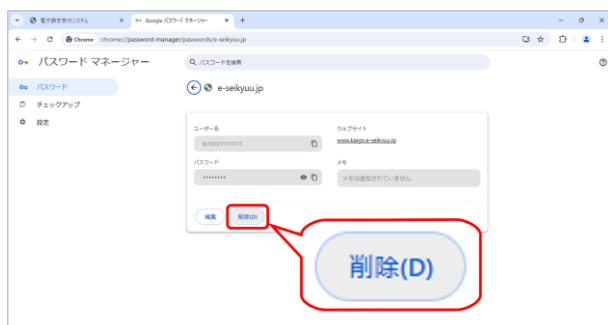 電子請求受付システム
Google パスワード マネージャー
Chrome
chrome://password-manager/passwords/e-seikyuu.jp
パスワード マネージャー
パスワードを検索
パスワード
チェックアップ
設定
e-seikyuu.jp
ユーザー名
ウェブサイト
www.kaigo.e-seikyuu.jp
パスワード
••••••••
メモ
メモは追加されていません
編集
削除(D)
削除(D)